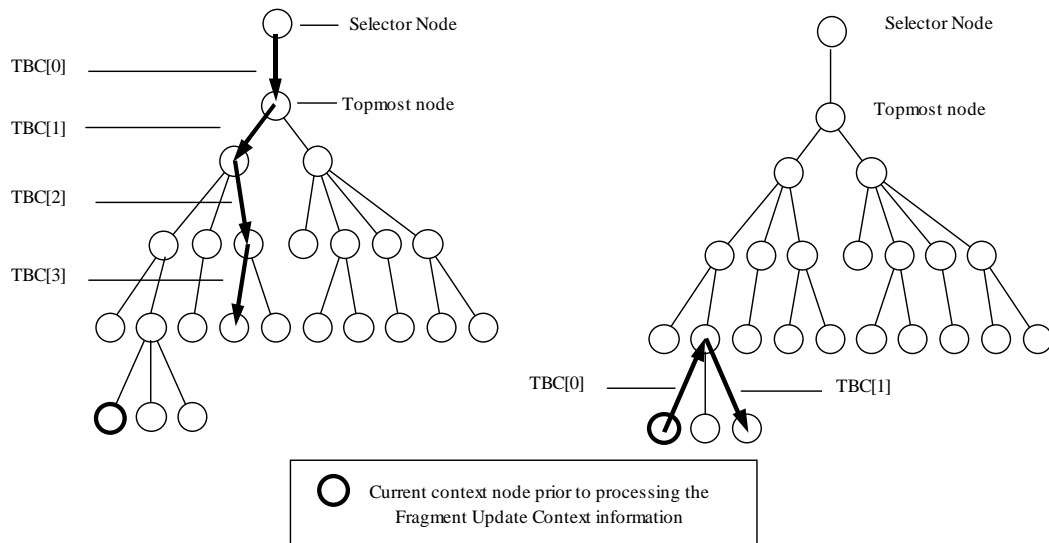 Selector Node
TBC[0]
Topmost node
TBC[1]
TBC[2]
TBC[3]
Selector Node
Topmost node
TBC[0]
TBC[1]
Current context node prior to processing the
Fragment Update Context information